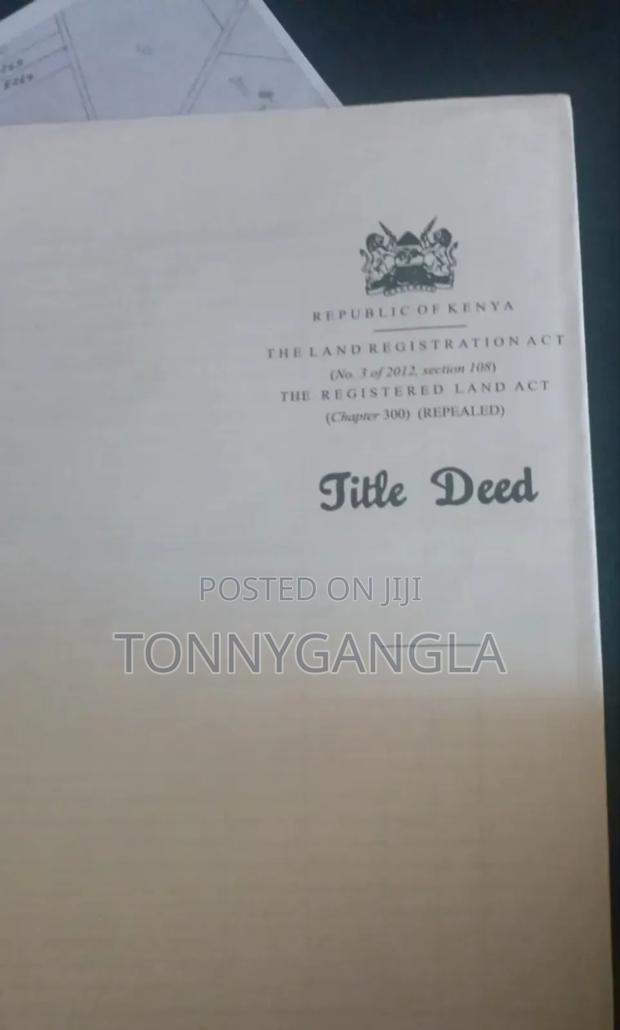 REPUBLIC OF KENYA
THE LAND REGISTRATION ACT
(No. 3 of 2012, section 108)
THE REGISTERED LAND ACT
(Chapter 300) (REPEALED)
Title Deed
POSTED ON JIJI
TONNYGANGLA